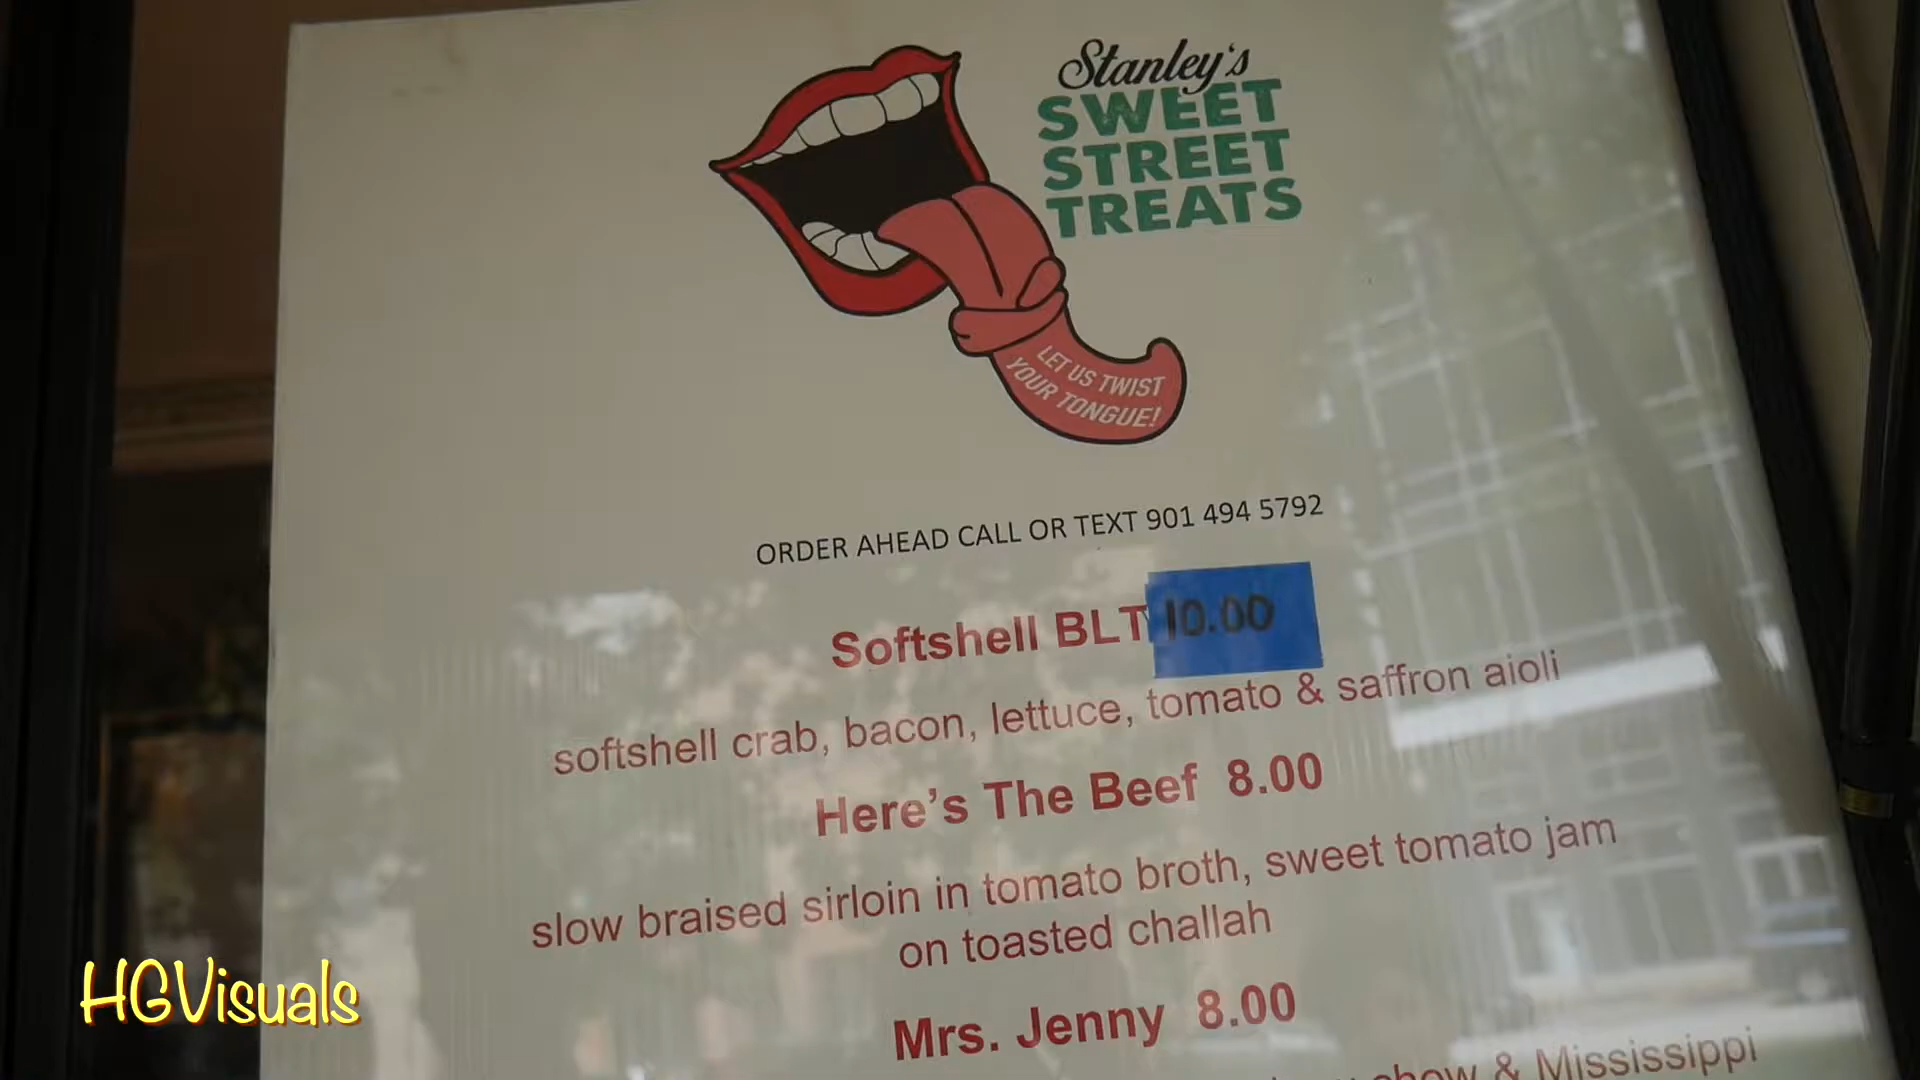 Stanley's
SWEET
STREET
TREATS
LET US TWIST
YOUR TONGUE!
ORDER AHEAD CALL OR TEXT 901 494 5792
Softshell BLT 10.00
softshell crab, bacon, lettuce, tomato & saffron aioli
Here's The Beef 8.00
slow braised sirloin in tomato broth, sweet tomato jam
on toasted challah
Mrs. Jenny 8.00
chow & Mississippi
HGVisuals